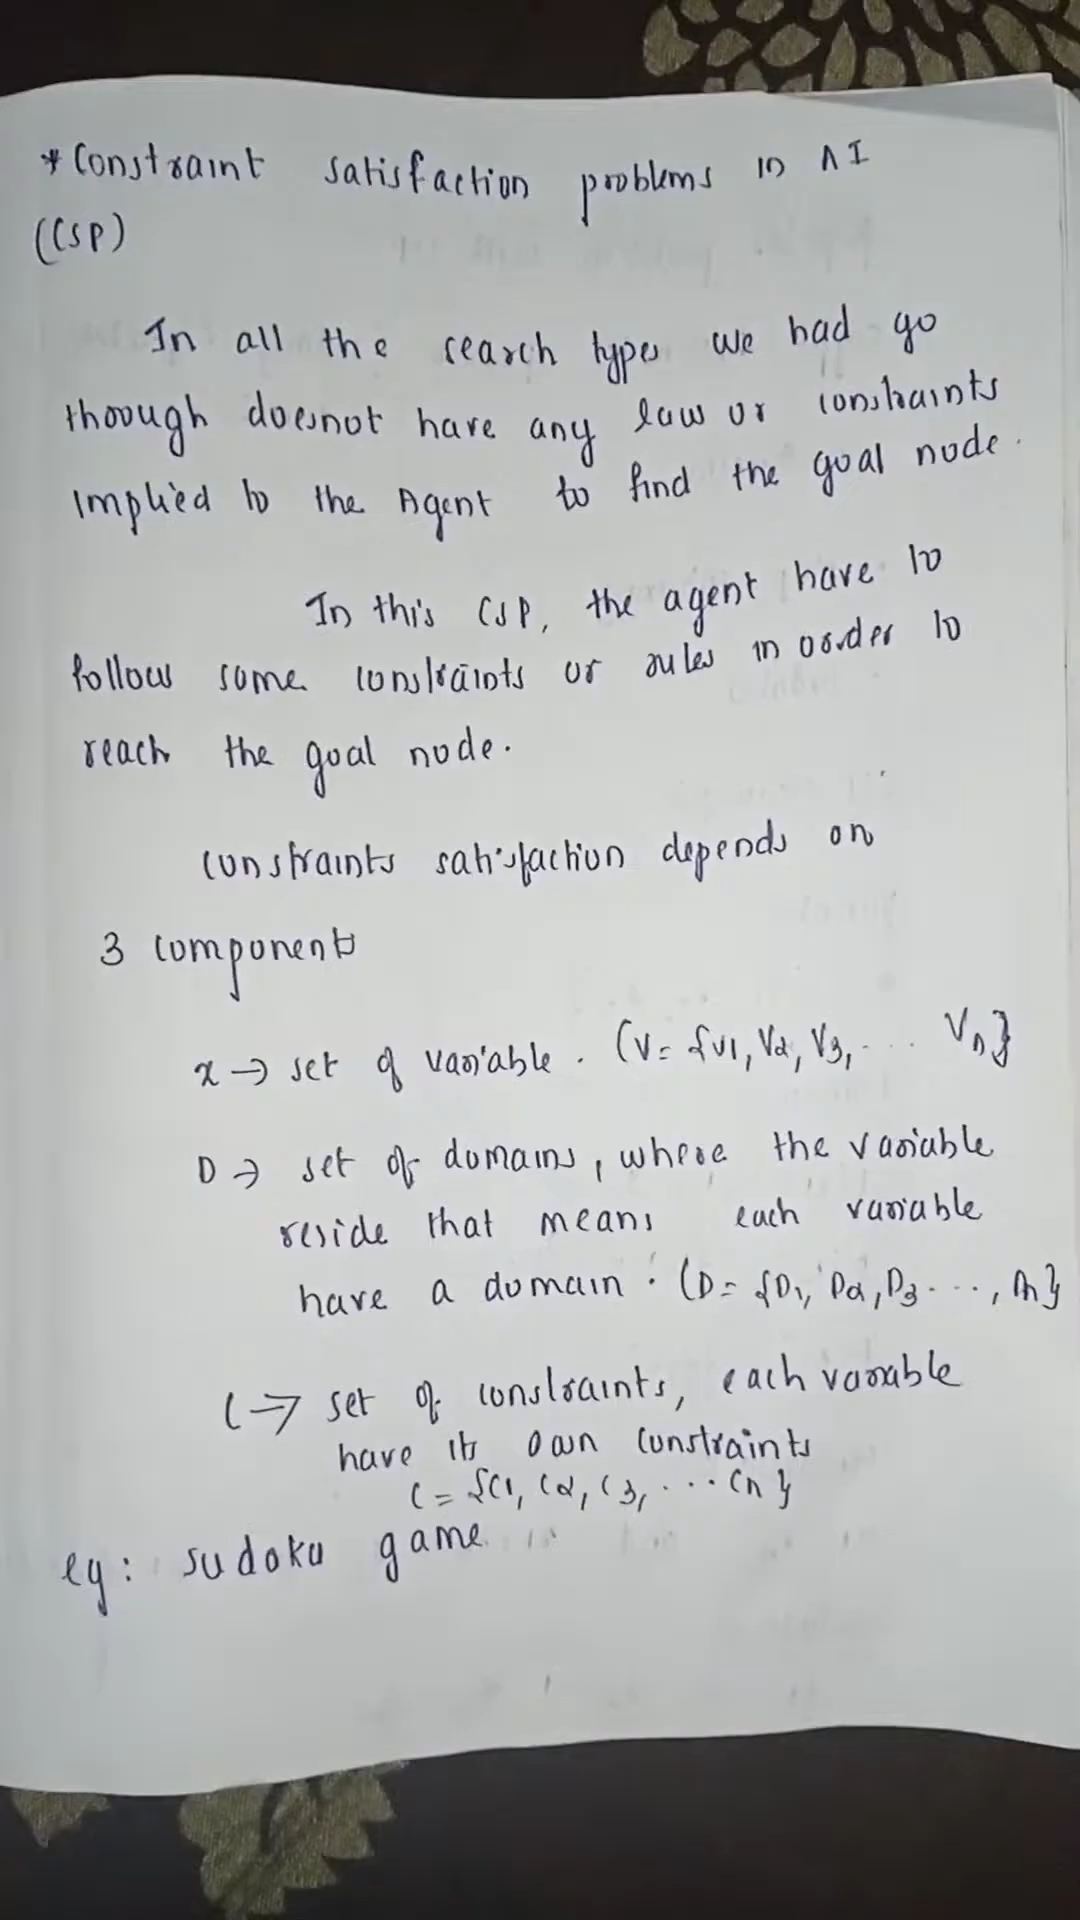 * Constraint satisfaction problems in AI
(CSP)
In all the search types we had go
thoough doesnot have any law or constraints
Implied to the Agent to find the goal node.
In this CSP, the agent have to
follow some constraints or rules in order to
reach the goal node.
constraints satisfaction depends on
3 components
x → set of variable. (V = {v1, V2, V3, ... Vn}
D → set of domains, where the variable
reside that means each variable
have a domain. (D = {D1, D2, D3 ..., Dn}
C → set of constraints, each variable
have its own constraints
C = {C1, C2, C3, ... Cn}
eg: sudoku game